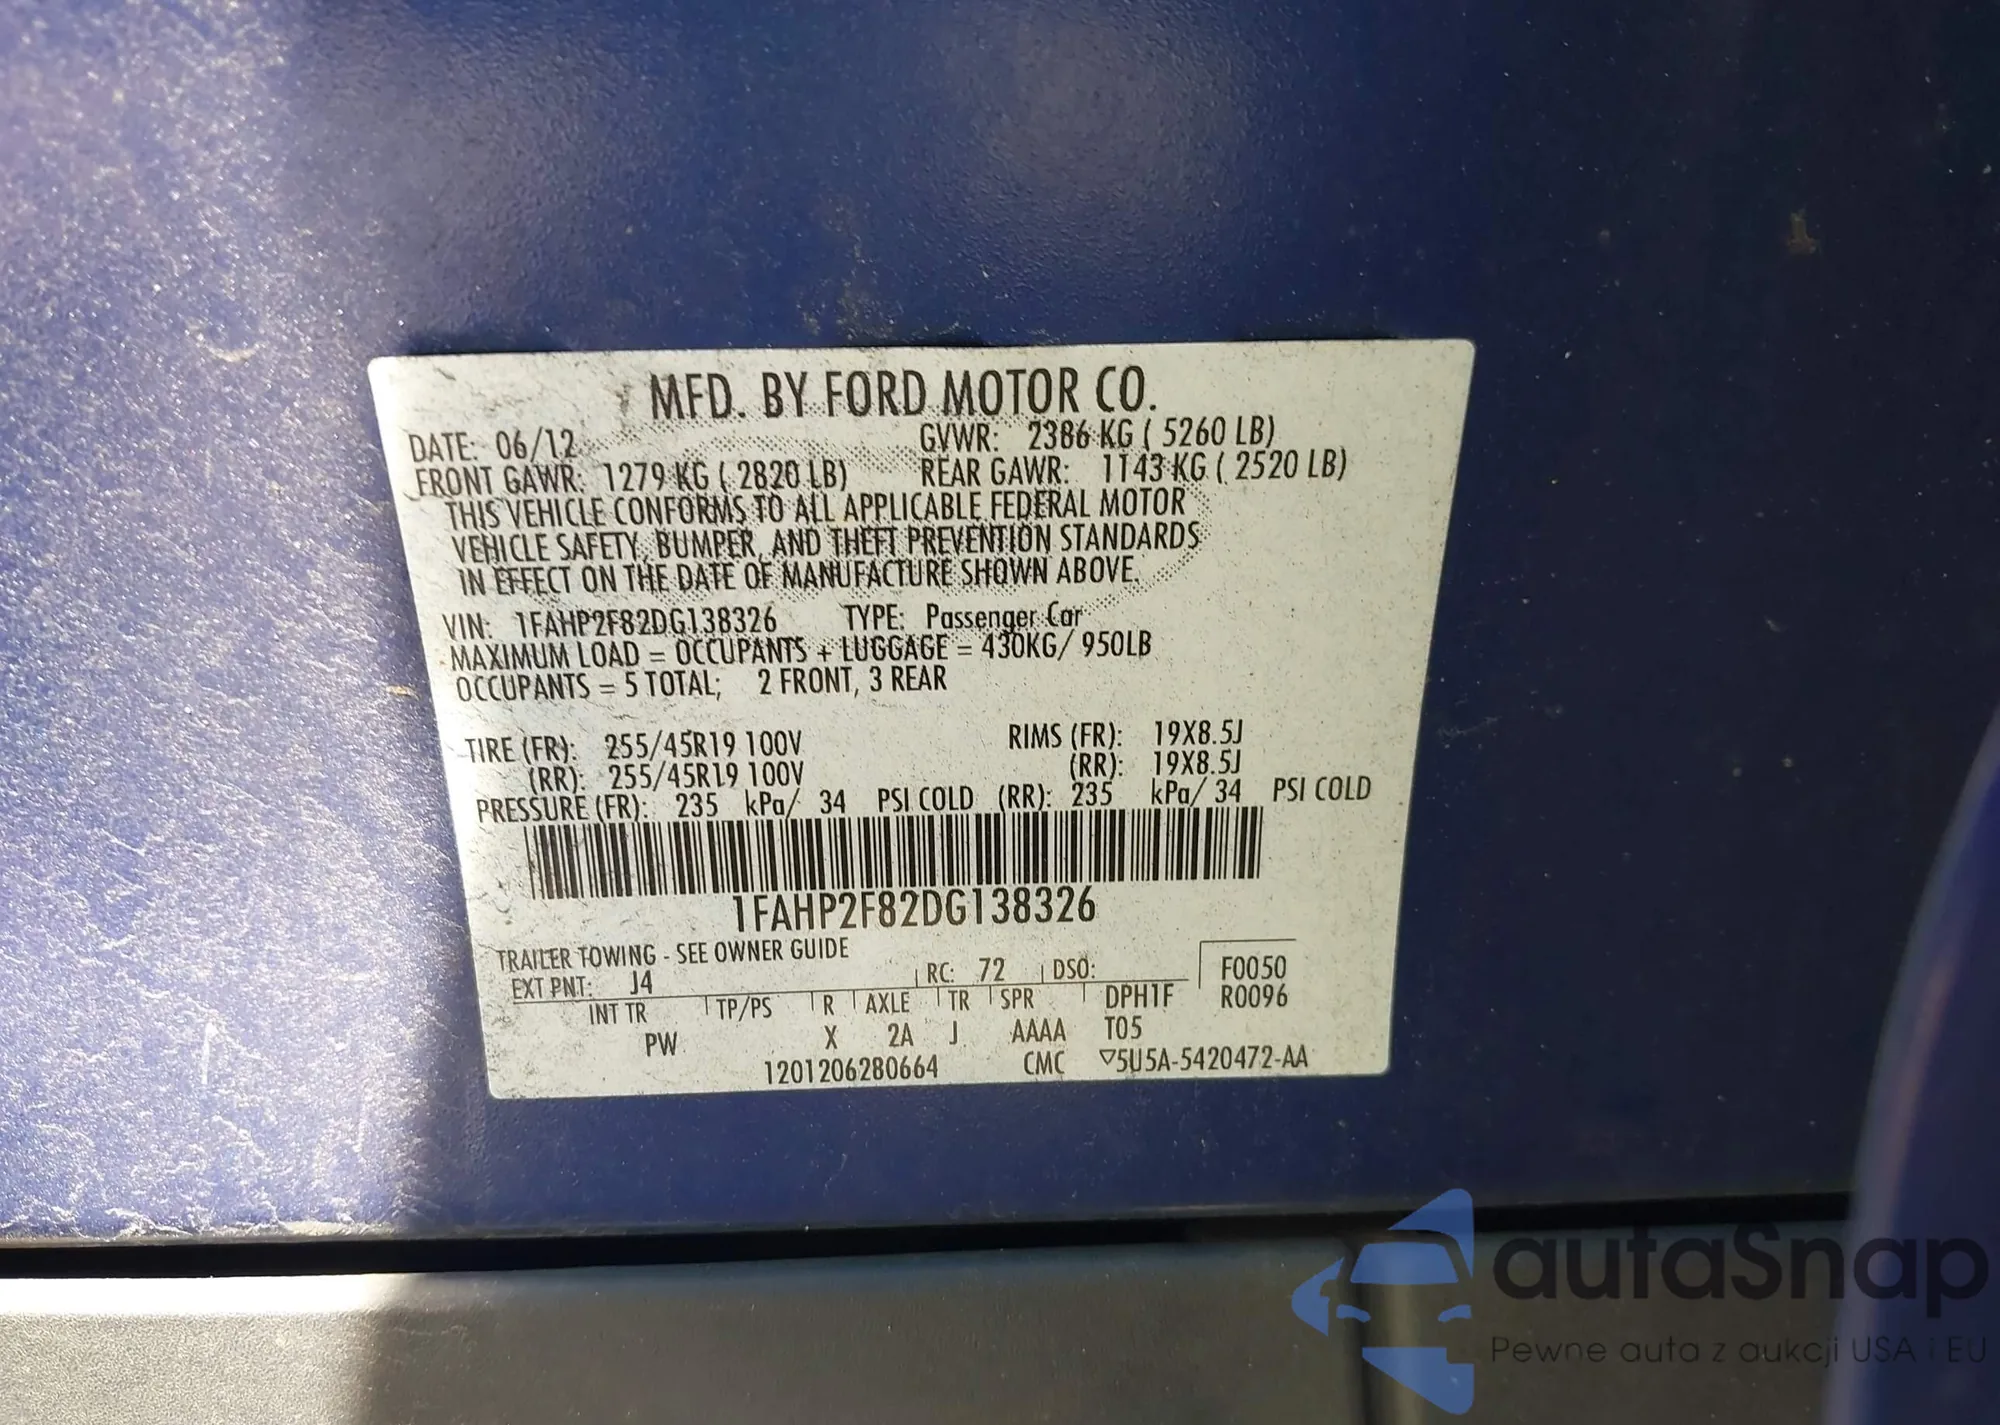 MFD. BY FORD MOTOR CO.
DATE: 06/12 GVWR: 2386 KG ( 5260 LB)
FRONT GAWR: 1279 KG ( 2820 LB) REAR GAWR: 1143 KG ( 2520 LB)
THIS VEHICLE CONFORMS TO ALL APPLICABLE FEDERAL MOTOR
VEHICLE SAFETY, BUMPER, AND THEFT PREVENTION STANDARDS
IN EFFECT ON THE DATE OF MANUFACTURE SHOWN ABOVE.
VIN: 1FAHP2F82DG138326 TYPE: Passenger Car
MAXIMUM LOAD = OCCUPANTS + LUGGAGE = 430KG/ 950LB
OCCUPANTS = 5 TOTAL; 2 FRONT, 3 REAR
TIRE (FR): 255/45R19 100V RIMS (FR): 19X8.5J
(RR): 255/45R19 100V (RR): 19X8.5J
PRESSURE (FR): 235 kPa/ 34 PSI COLD (RR): 235 kPa/ 34 PSI COLD
1FAHP2F82DG138326
TRAILER TOWING - SEE OWNER GUIDE
EXT PNT: J4 RC: 72 DSO: F0050
INT TR TP/PS R AXLE TR SPR DPH1F R0096
PW X 2A J AAAA T05
1201206280664 CMC ▽5U5A-5420472-AA
autaSnap
Pewne auta z aukcji USA i EU